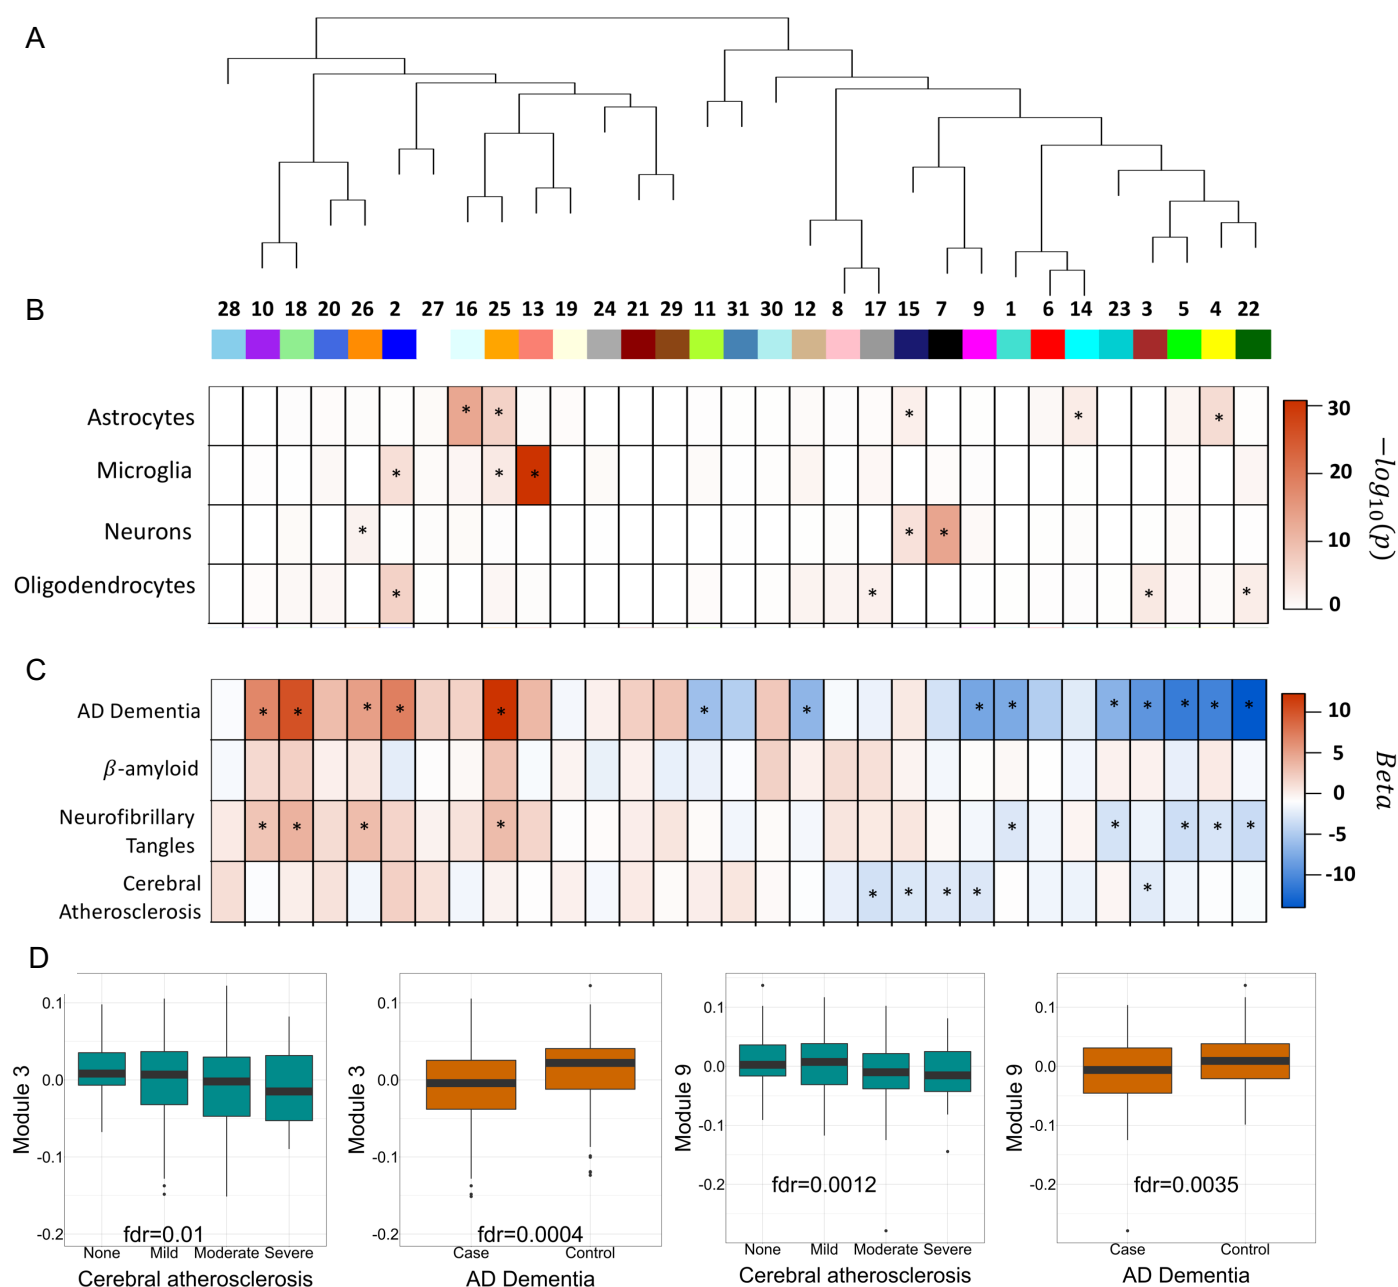 A
B
28 10 18 20 26 2 27 16 25 13 19 24 21 29 11 31 30 12 8 17 15 7 9 1 6 14 23 3 5 4 22
Astrocytes * * * * *
Microglia * * *
Neurons * * *
Oligodendrocytes * * * *
30
20
10
0
−log10(p)
C
AD Dementia * * * * * * * * * * * * * *
β-amyloid
Neurofibrillary
Tangles * * * * * * * * *
Cerebral
Atherosclerosis * * * * *
10
5
0
-5
-10
Beta
D
Module 3
0.1
0.0
-0.1
-0.2
fdr=0.01
None Mild Moderate Severe
Cerebral atherosclerosis
Module 3
0.1
0.0
-0.1
-0.2
fdr=0.0004
Case Control
AD Dementia
Module 9
0.1
0.0
-0.1
-0.2
fdr=0.0012
None Mild Moderate Severe
Cerebral atherosclerosis
Module 9
0.1
0.0
-0.1
-0.2
fdr=0.0035
Case Control
AD Dementia